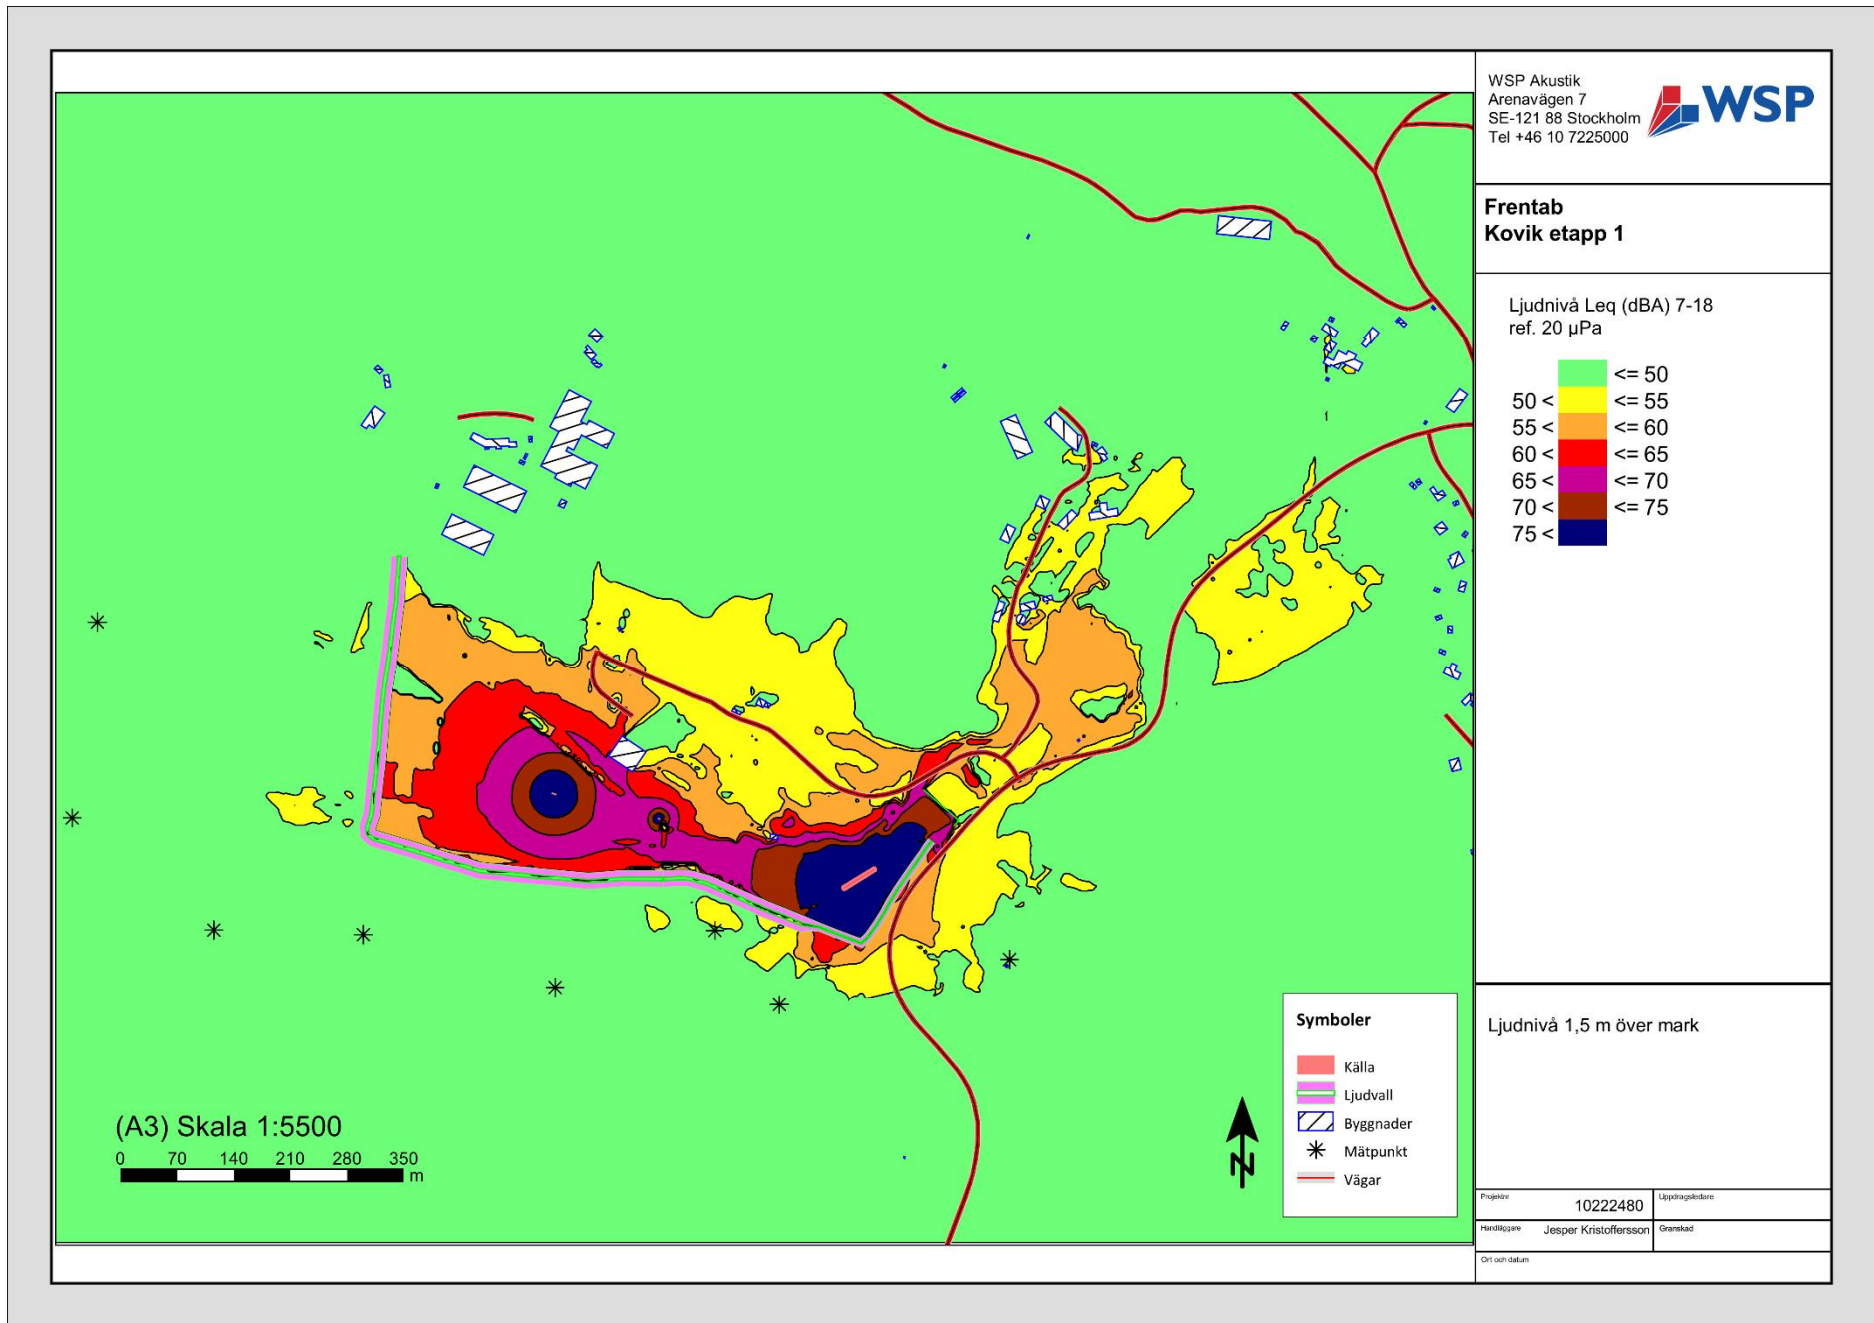 WSP Akustik
Arenavägen 7
SE-121 88 Stockholm
Tel +46 10 7225000
WSP
Frentab
Kovik etapp 1
Ljudnivå Leq (dBA) 7-18
ref. 20 µPa
<= 50
50 < <= 55
55 < <= 60
60 < <= 65
65 < <= 70
70 < <= 75
75 <
Symboler
Källa
Ljudvall
Byggnader
Mätpunkt
Vägar
N
(A3) Skala 1:5500
0 70 140 210 280 350
m
Ljudnivå 1,5 m över mark
Projektnr 10222480 Uppdragsledare
Handläggare Jesper Kristoffersson Granskad
Ort och datum